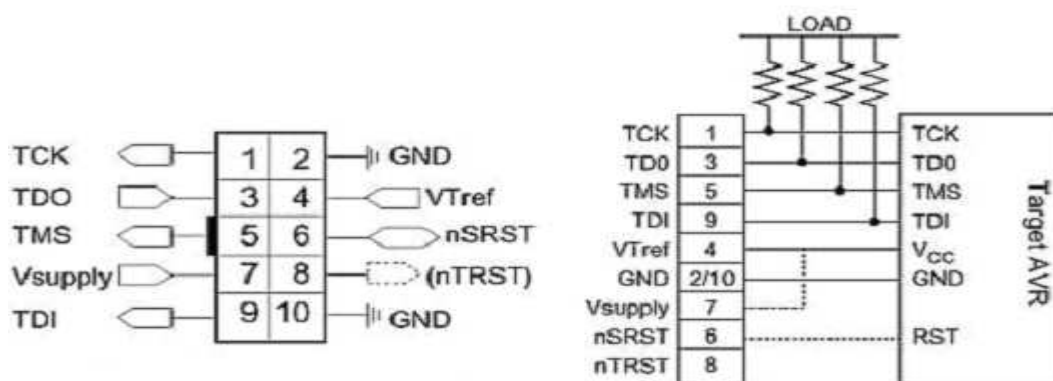 TCK 1 2 GND
TDO 3 4 VTref
TMS 5 6 nSRST
Vsupply 7 8 (nTRST)
TDI 9 10 GND
LOAD
TCK 1 TCK
TD0 3 TD0
TMS 5 TMS
TDI 9 TDI
VTref 4 VCC
GND 2/10 GND
Vsupply 7
nSRST 6 RST
nTRST 8
Target AVR